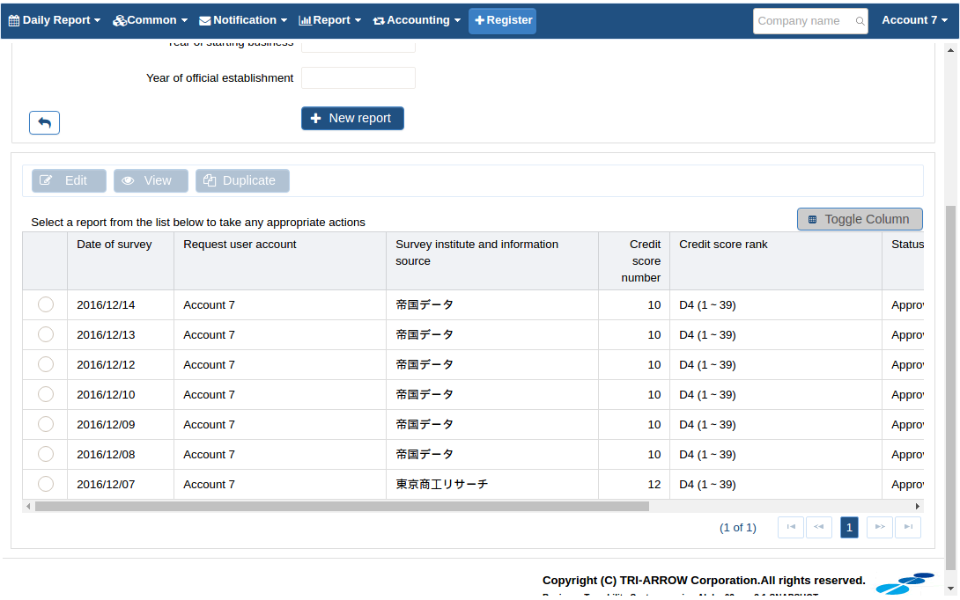 Daily Report Common Notification Report Accounting Register Company name Account 7
Year of starting business
Year of official establishment
New report
Edit View Duplicate
Select a report from the list below to take any appropriate actions Toggle Column
Date of survey Request user account Survey institute and information source Credit score number Credit score rank Status
2016/12/14 Account 7 帝国データ 10 D4 (1 ~ 39) Approv
2016/12/13 Account 7 帝国データ 10 D4 (1 ~ 39) Approv
2016/12/12 Account 7 帝国データ 10 D4 (1 ~ 39) Approv
2016/12/10 Account 7 帝国データ 10 D4 (1 ~ 39) Approv
2016/12/09 Account 7 帝国データ 10 D4 (1 ~ 39) Approv
2016/12/08 Account 7 帝国データ 10 D4 (1 ~ 39) Approv
2016/12/07 Account 7 東京商工リサーチ 12 D4 (1 ~ 39) Approv
(1 of 1) 1
Copyright (C) TRI-ARROW Corporation.All rights reserved.